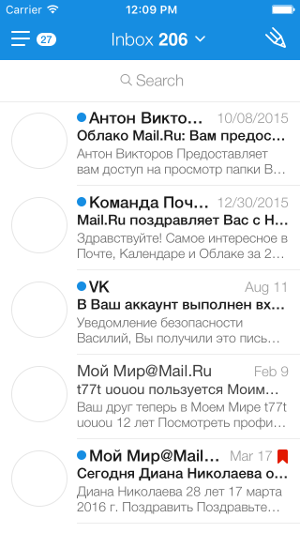 Carrier 12:09 PM
27 Inbox 206
Search
Антон Викто... 10/08/2015
Облако Mail.Ru: Вам предос...
Антон Викторов Предоставляет
вам доступ на просмотр папки В...
Команда Поч... 12/30/2015
Mail.Ru поздравляет Вас с Н...
Здравствуйте! Самое интересное в
Почте, Календаре и Облаке за 2...
VK Aug 11
В Ваш аккаунт выполнен вх...
Уведомление безопасности
Василий, Вы получили это пись...
Мой Мир@Mail.Ru Feb 9
t77t uouou пользуется Моим...
Ваш друг теперь в Моем Мире t77t
uouou 12 лет Посмотреть профи...
Мой Мир@Mail... Mar 17
Сегодня Диана Николаева о...
Диана Николаева 28 лет 17 марта
2016 г. Поздравить Поздравьте...